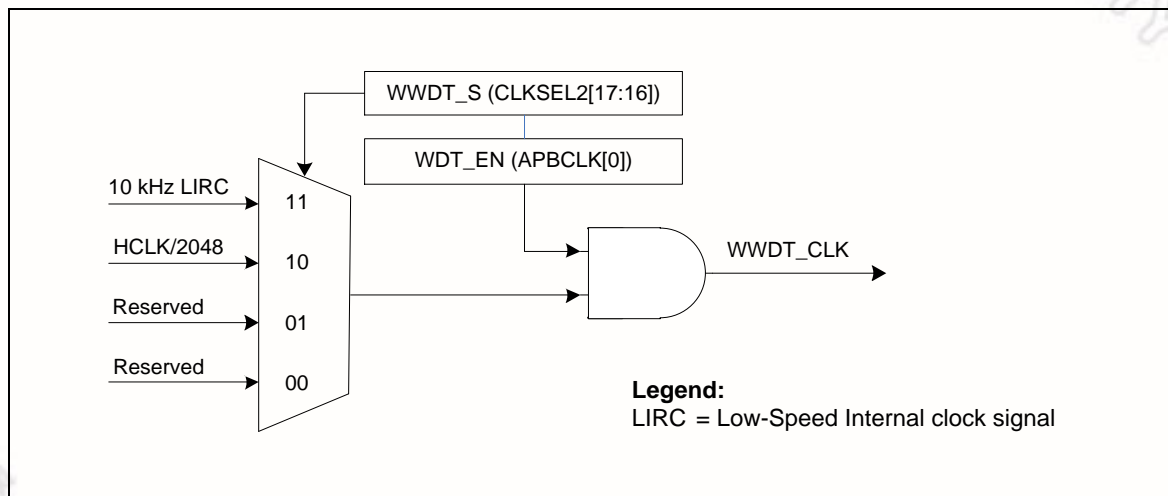 WWDT_S (CLKSEL2[17:16])
WDT_EN (APBCLK[0])
10 kHz LIRC
11
HCLK/2048
10
WWDT_CLK
Reserved
01
Reserved
00
Legend:
LIRC = Low-Speed Internal clock signal